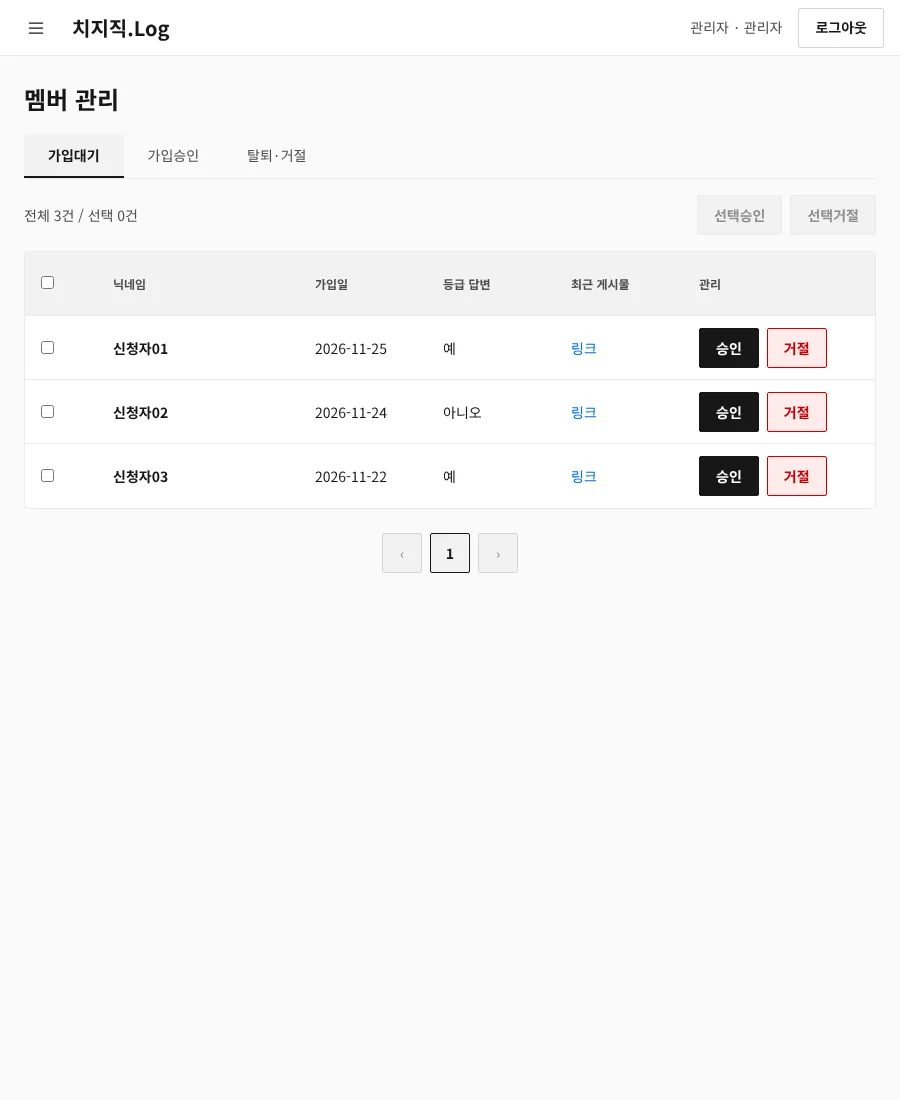 치지직.Log 관리자 · 관리자 로그아웃
멤버 관리
가입대기 가입승인 탈퇴·거절
전체 3건 / 선택 0건 선택승인 선택거절
닉네임 가입일 등급 답변 최근 게시물 관리
신청자01 2026-11-25 예 링크 승인 거절
신청자02 2026-11-24 아니오 링크 승인 거절
신청자03 2026-11-22 예 링크 승인 거절
‹ 1 ›